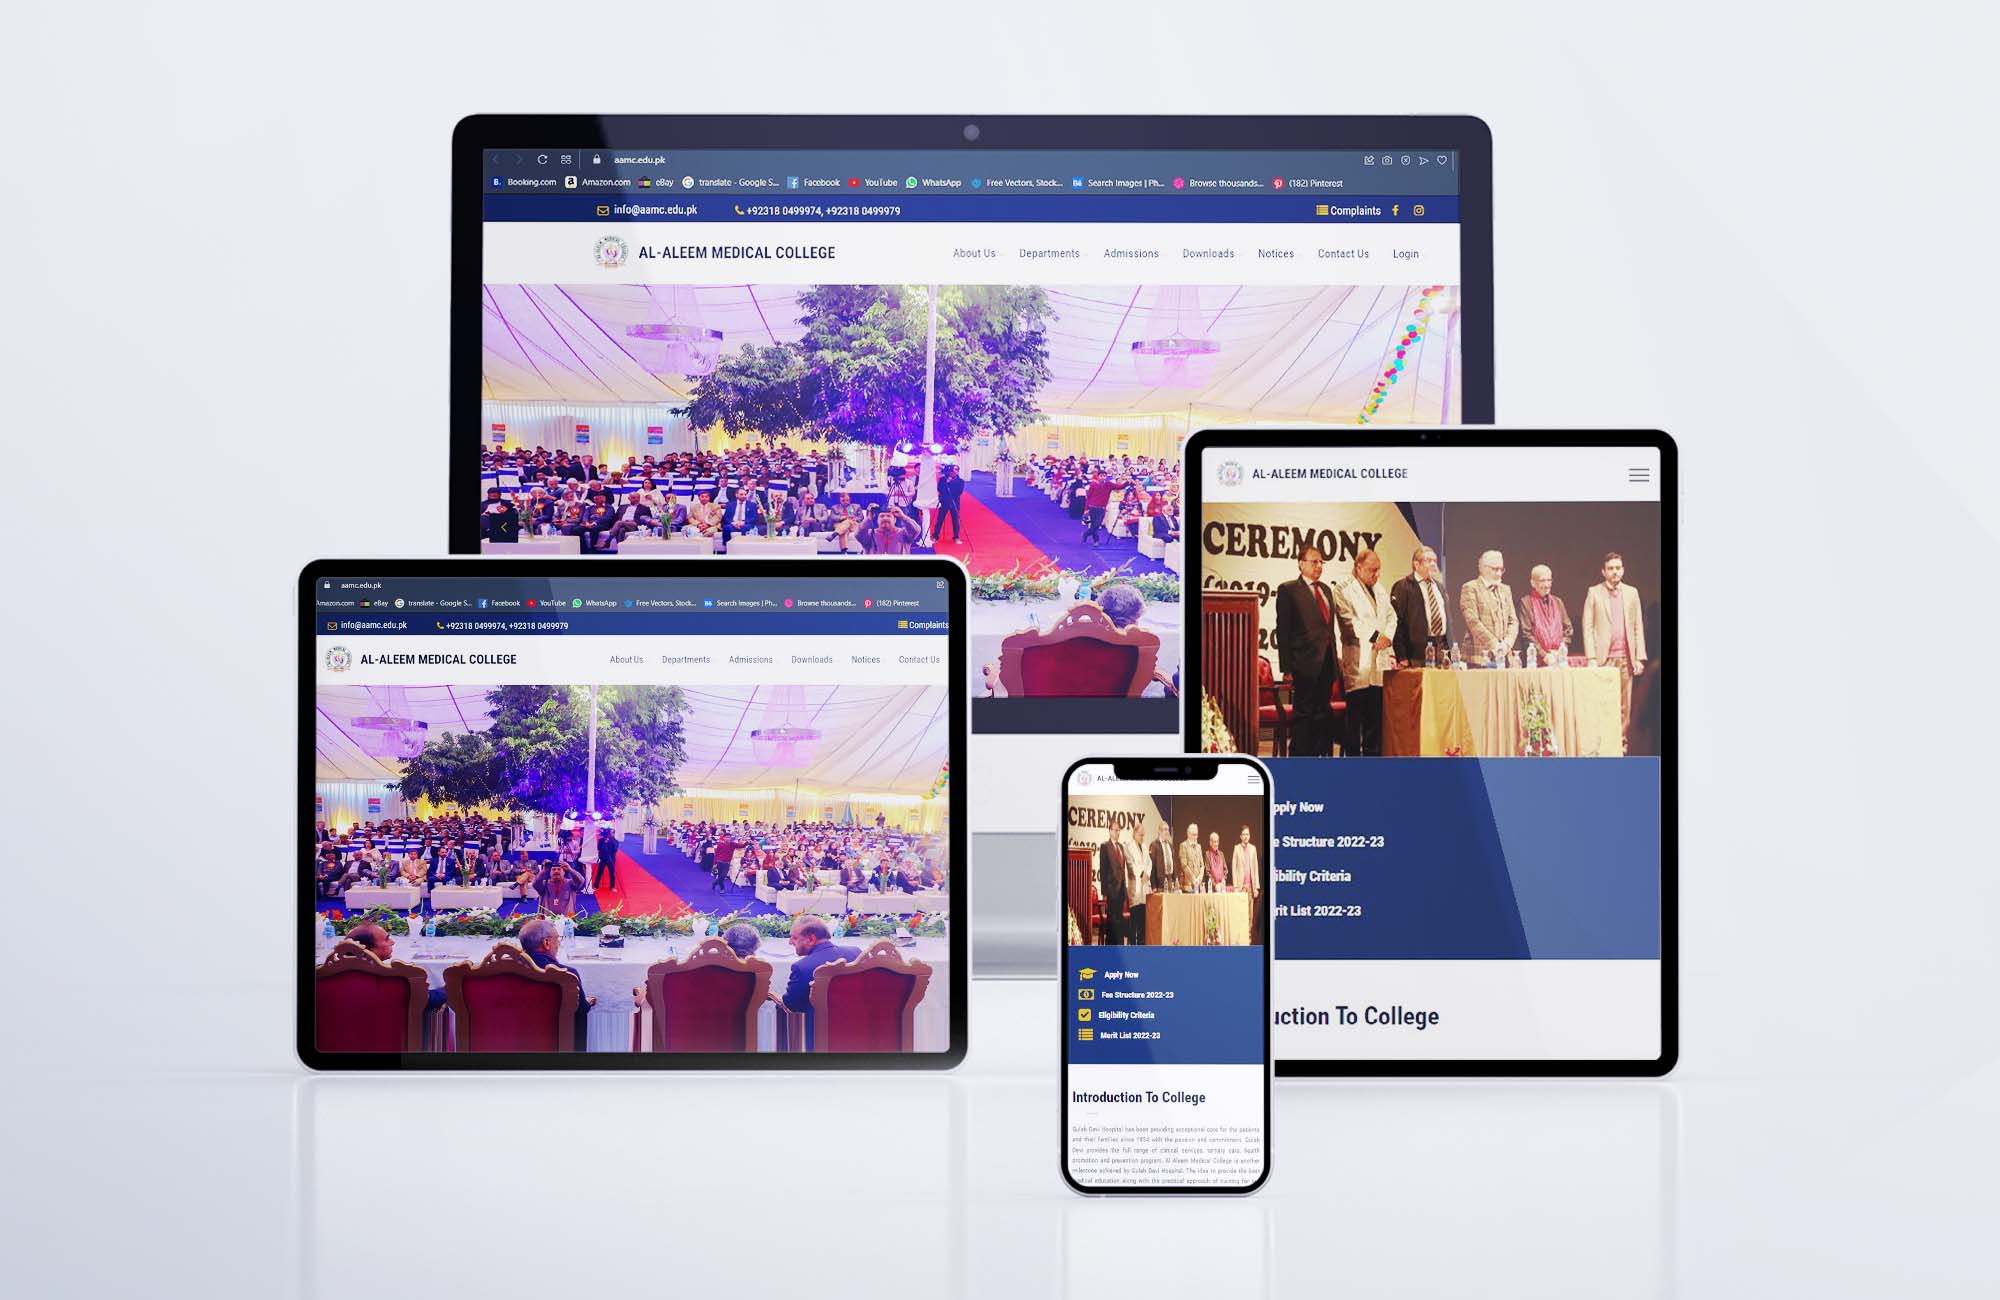 aamc.edu.pk
Booking.com Amazon.com eBay translate - Google S... Facebook YouTube WhatsApp Free Vectors, Stock... Search Images | Ph... Browse thousands... (182) Pinterest
info@aamc.edu.pk +92318 0499974, +92318 0499979 Complaints
AL-ALEEM MEDICAL COLLEGE About Us Departments Admissions Downloads Notices Contact Us Login
AL-ALEEM MEDICAL COLLEGE
CEREMONY
(2019-
pply Now
e Structure 2022-23
ibility Criteria
rit List 2022-23
uction To College
aamc.edu.pk
Amazon.com eBay translate - Google S... Facebook YouTube WhatsApp Free Vectors, Stock... Search Images | Ph... Browse thousands... (182) Pinterest
info@aamc.edu.pk +92318 0499974, +92318 0499979 Complaints
AL-ALEEM MEDICAL COLLEGE About Us Departments Admissions Downloads Notices Contact Us
CEREMONY
Apply Now
Fee Structure 2022-23
Eligibility Criteria
Merit List 2022-23
Introduction To College
Gulab Devi Hospital has been providing exceptional care for the patients
and their families since 1934 with the passion and commitment. Gulab
Devi provides the full range of clinical services, tertiary care, health
promotion and prevention program. Al Aleem Medical College is another
milestone achieved by Gulab Devi Hospital. The idea to provide the best
medical education along with the practical approach of